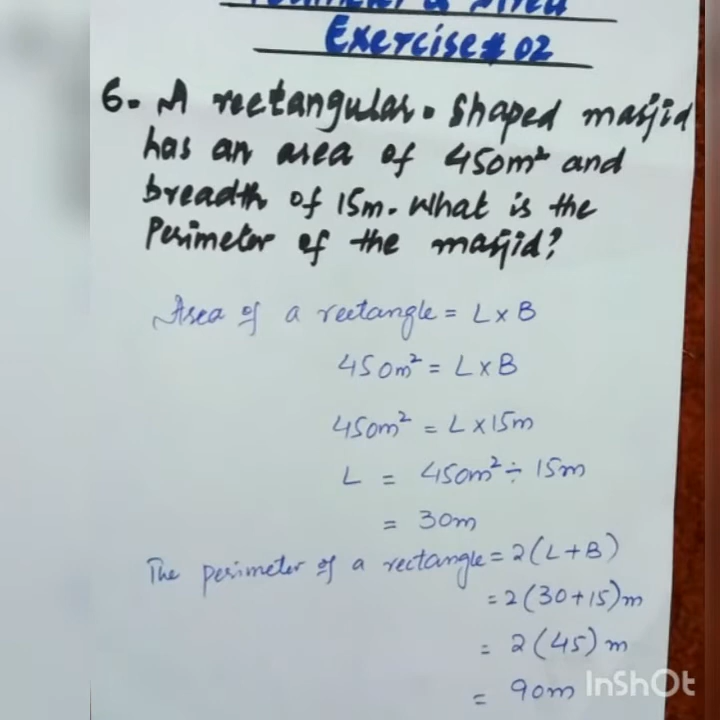 Exercise # 02
6. A rectangular. Shaped masjid
has an area of 450m² and
breadth of 15m. What is the
Perimeter of the masjid?
Area of a rectangle = L x B
450m² = L x B
450m² = L x 15m
L = 450m² ÷ 15m
= 30m
The perimeter of a rectangle = 2(L+B)
= 2(30+15)m
= 2(45)m
= 90m
InShOt